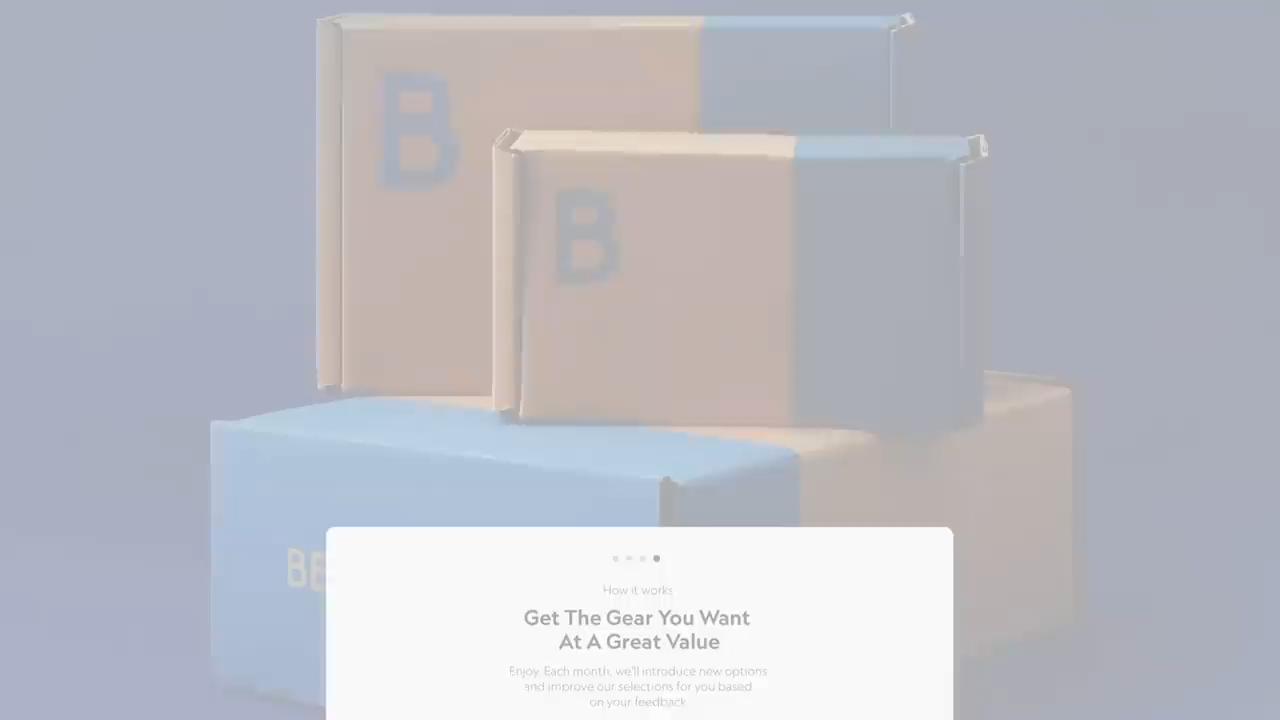 B
B
BE
How it works
Get The Gear You Want
At A Great Value
Enjoy. Each month, we'll introduce new options
and improve our selections for you based
on your feedback